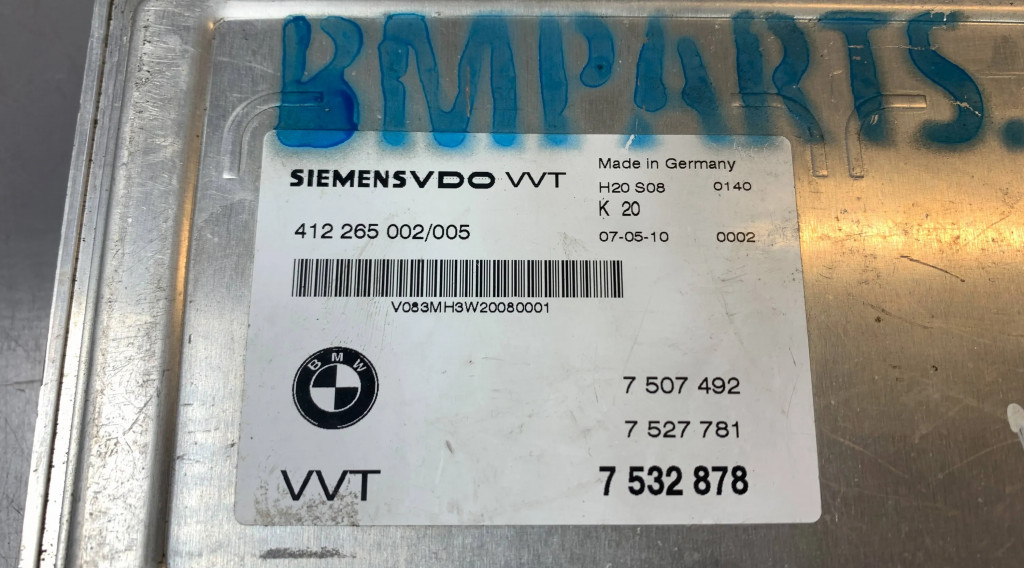 BMPARTS.
SIEMENSVDO VVT
Made in Germany
H20 S08 0140
K 20
412 265 002/005
07-05-10 0002
V083MH3W20080001
BMW
7 507 492
7 527 781
VVT 7 532 878